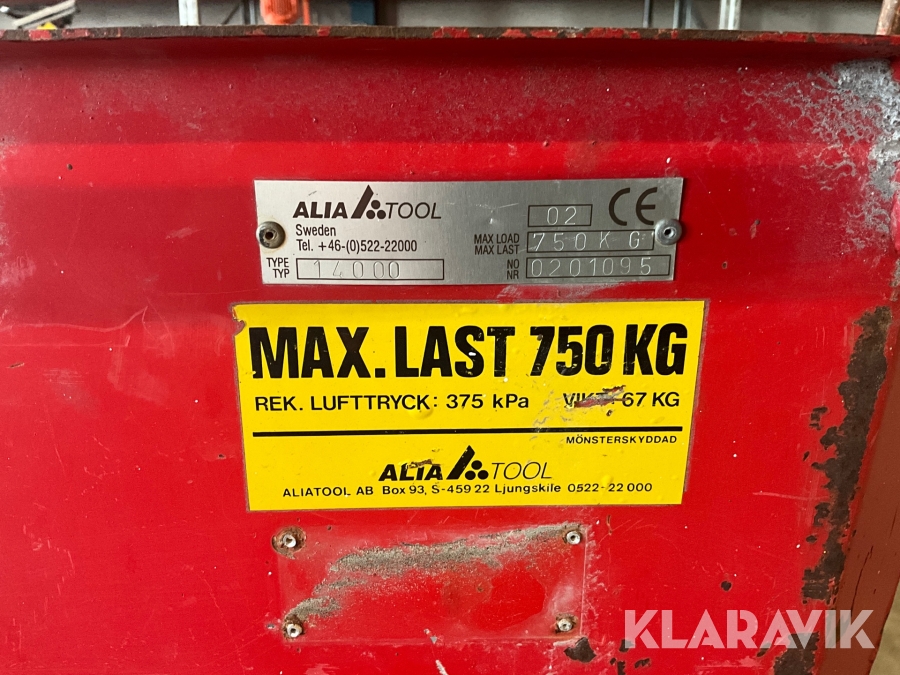 ALIA TOOL
Sweden
Tel. +46-(0)522-22000
TYPE
TYP
14000
02 CE
MAX LOAD
MAX LAST
750KG
NO
NR
0201095
MAX. LAST 750 KG
REK. LUFTTRYCK: 375 kPa VIKT: 67 KG
MÖNSTERSKYDDAD
ALIA TOOL
ALIATOOL AB Box 93, S-459 22 Ljungskile 0522-22 000
KLARAVIK